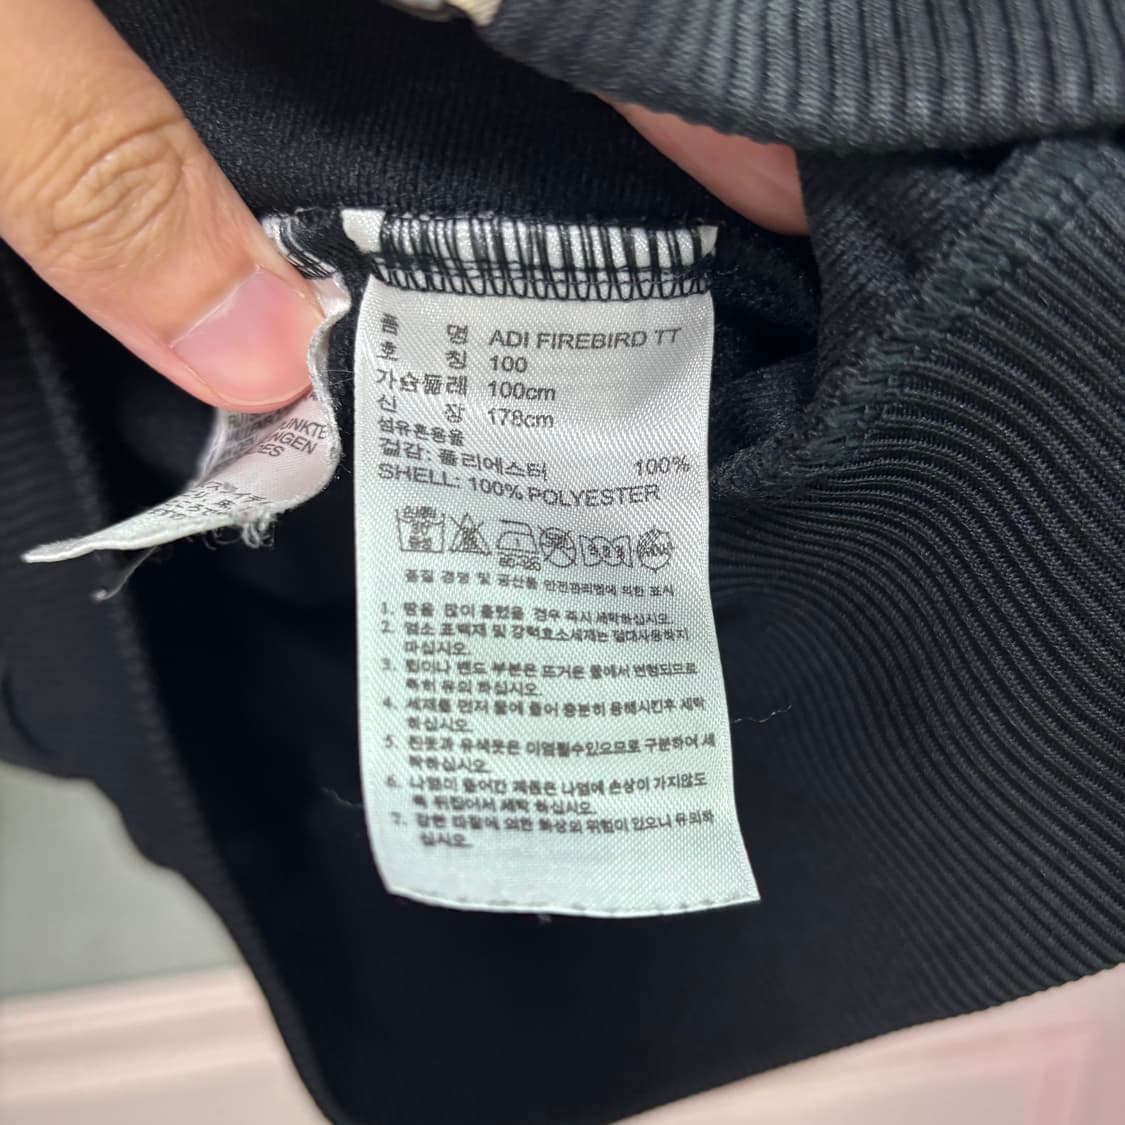 품 명 ADI FIREBIRD TT
호 칭 100
가슴둘레 100cm
신 장 178cm
섬유혼용율
겉감: 폴리에스터 100%
SHELL: 100% POLYESTER
품질 경영 및 공산품 안전관리법에 의한 표시
1. 땀을 많이 흘렸을 경우 즉시 세탁하십시오.
2. 염소 표백제 및 강력효소세제는 절대사용하지
마십시오.
3. 힘이나 밴드 부분은 뜨거운 물에서 변형되므로
특히 유의 하십시오.
4. 세제를 먼저 물에 풀어 충분히 용해시킨후 세탁
하십시오.
5. 흰옷과 유색옷은 이염될수있으므로 구분하여 세
탁하십시오.
6. 나염이 들어간 제품은 나염에 손상이 가지않도
록 뒤집어서 세탁 하십시오.
7. 강한 마찰에 의한 화상의 위험이 있으니 유의하
십시오.
UNKTE
NGEN
DES